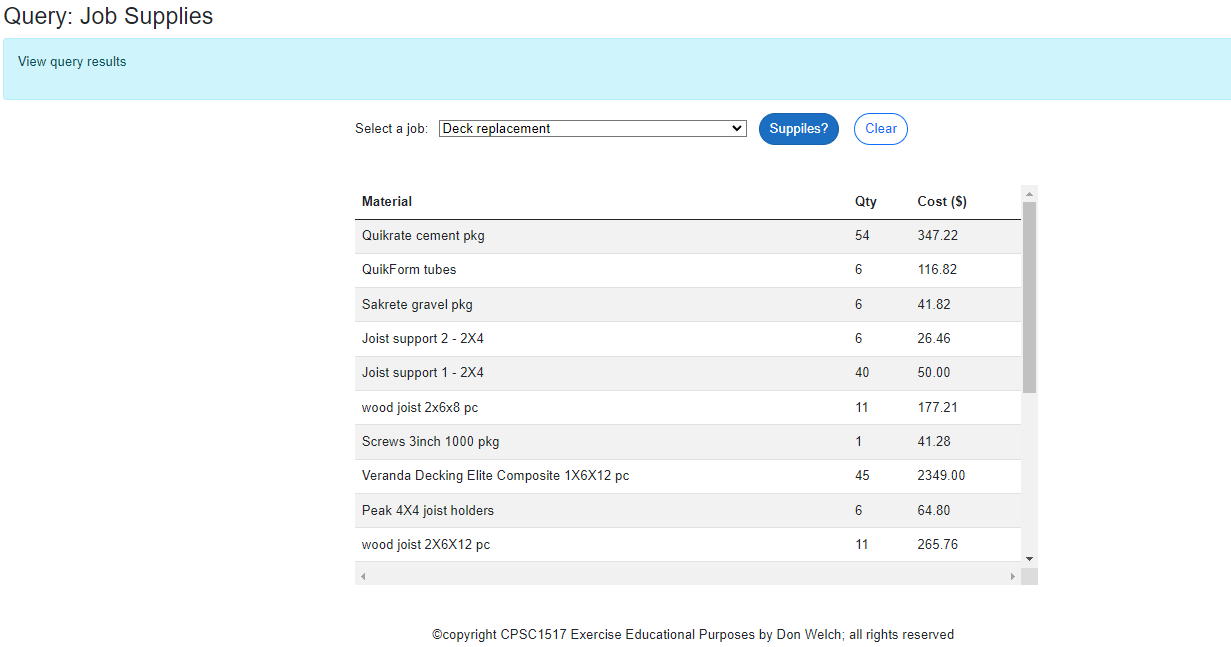 Query: Job Supplies
View query results
Select a job: Deck replacement Suppiles? Clear
Material Qty Cost ($)
Quikrate cement pkg 54 347.22
QuikForm tubes 6 116.82
Sakrete gravel pkg 6 41.82
Joist support 2 - 2X4 6 26.46
Joist support 1 - 2X4 40 50.00
wood joist 2x6x8 pc 11 177.21
Screws 3inch 1000 pkg 1 41.28
Veranda Decking Elite Composite 1X6X12 pc 45 2349.00
Peak 4X4 joist holders 6 64.80
wood joist 2X6X12 pc 11 265.76
©copyright CPSC1517 Exercise Educational Purposes by Don Welch; all rights reserved